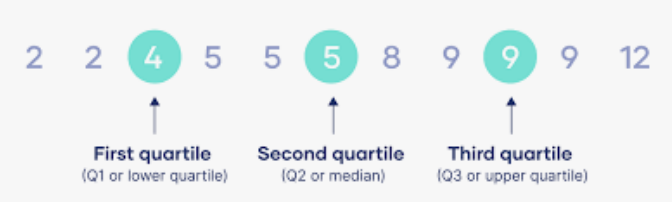 2 2 4 5 5 5 8 9 9 9 12
First quartile Second quartile Third quartile
(Q1 or lower quartile) (Q2 or median) (Q3 or upper quartile)